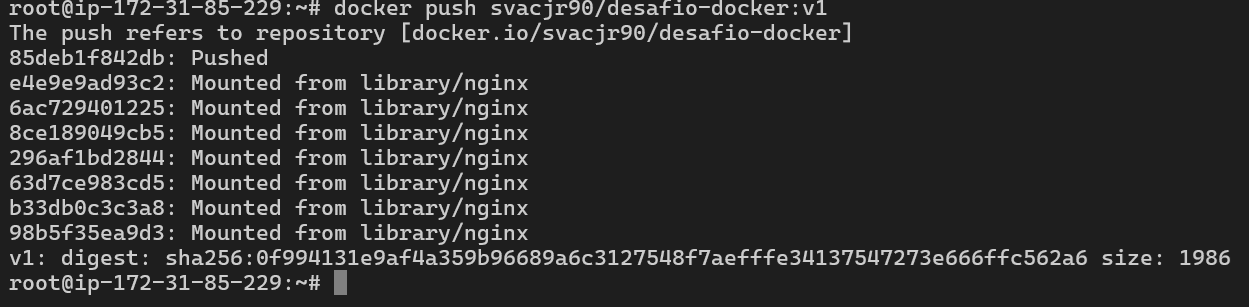 root@ip-172-31-85-229:~# docker push svacjr90/desafio-docker:v1
The push refers to repository [docker.io/svacjr90/desafio-docker]
85deb1f842db: Pushed
e4e9e9ad93c2: Mounted from library/nginx
6ac729401225: Mounted from library/nginx
8ce189049cb5: Mounted from library/nginx
296af1bd2844: Mounted from library/nginx
63d7ce983cd5: Mounted from library/nginx
b33db0c3c3a8: Mounted from library/nginx
98b5f35ea9d3: Mounted from library/nginx
v1: digest: sha256:0f994131e9af4a359b96689a6c3127548f7aefffe34137547273e666ffc562a6 size: 1986
root@ip-172-31-85-229:~#